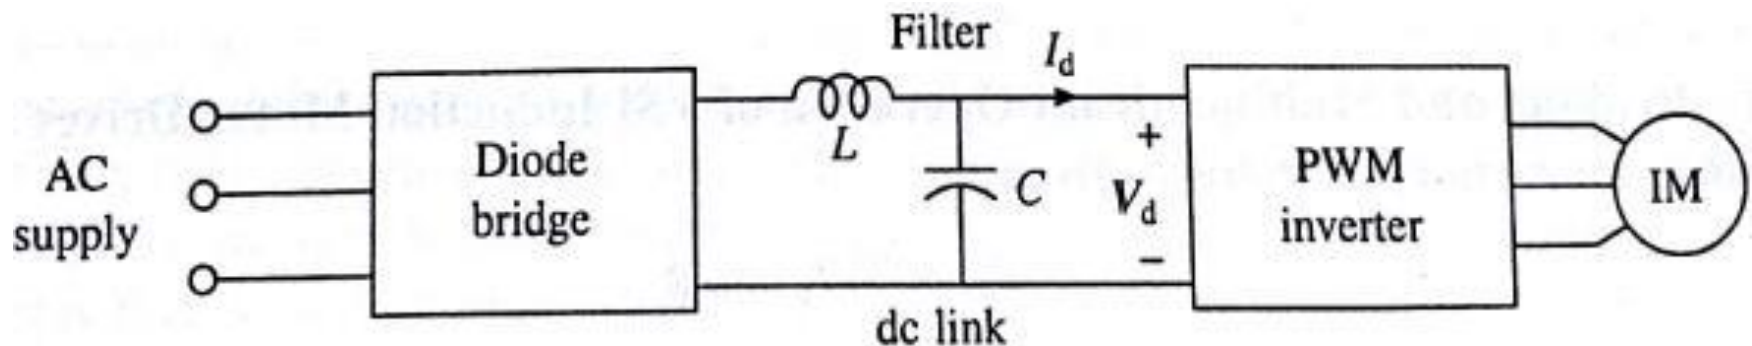 Filter
I_d
AC
supply
Diode
bridge
L
C
+
V_d
−
PWM
inverter
IM
dc link